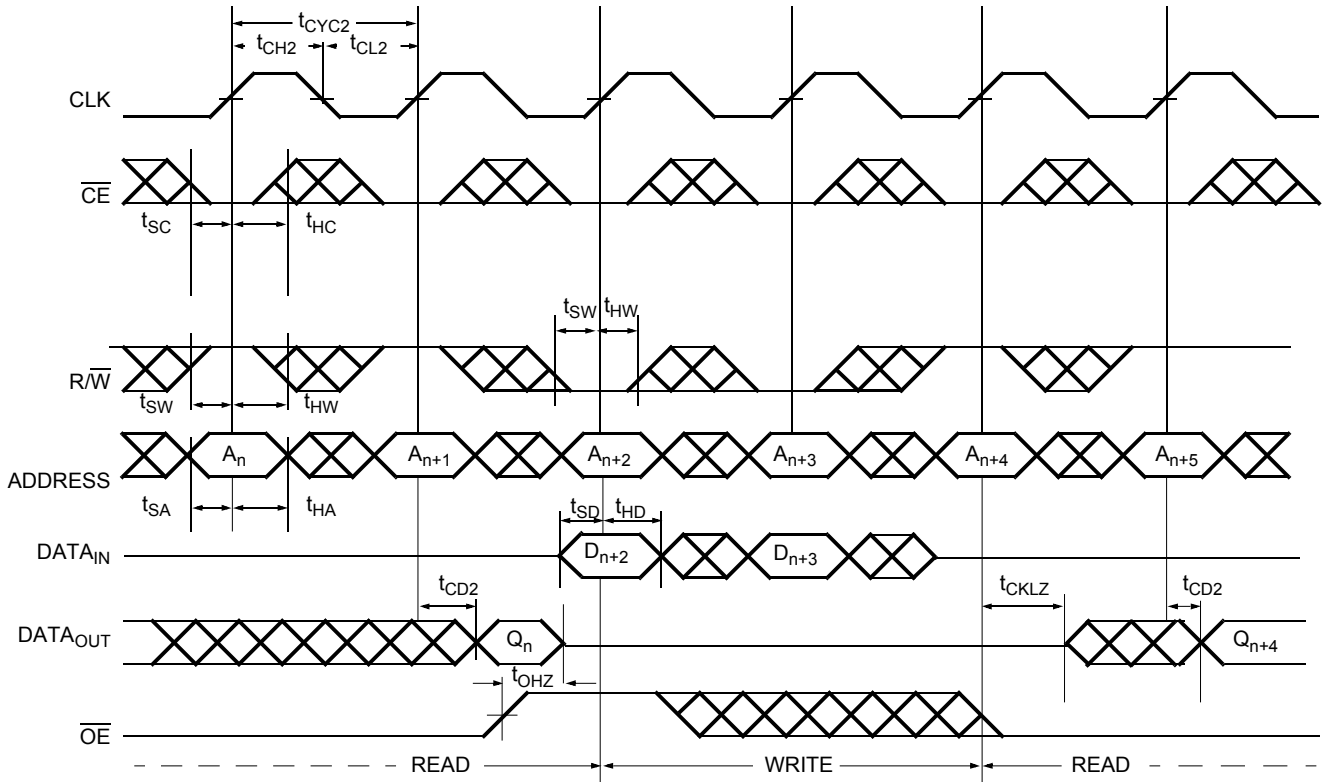 tCYC2
tCH2 tCL2
CLK
CE
tSC tHC
tSW tHW
R/W
tSW tHW
An An+1 An+2 An+3 An+4 An+5
ADDRESS
tSA tHA
tSD tHD
DATAIN Dn+2 Dn+3
tCD2 tCKLZ tCD2
DATAOUT Qn Qn+4
tOHZ
OE
READ WRITE READ